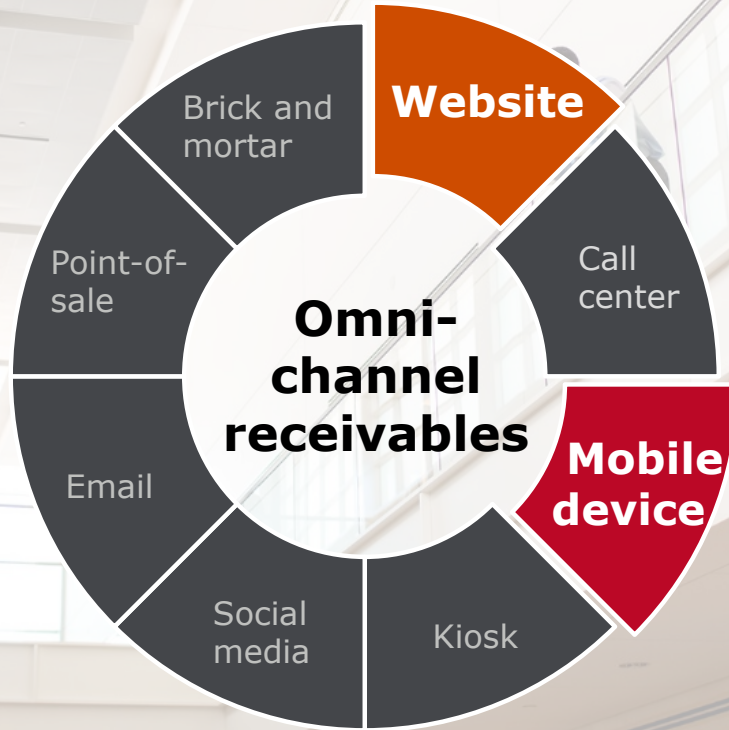 Brick and
mortar
Website
Call
center
Mobile
device
Kiosk
Social
media
Email
Point-of-
sale
Omni-
channel
receivables